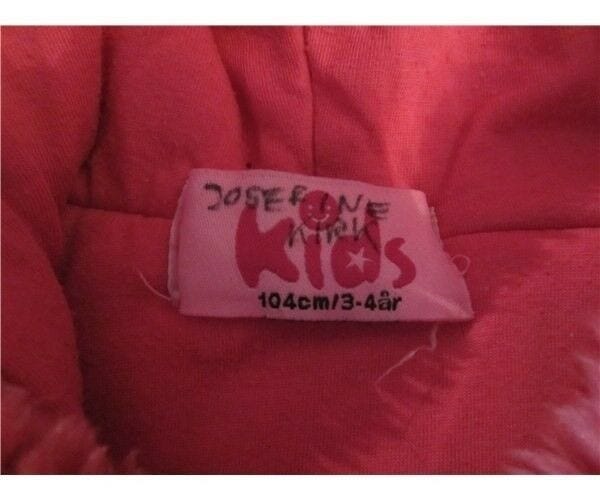 JOSEFINE
KIRK
kids
104cm/3-4år